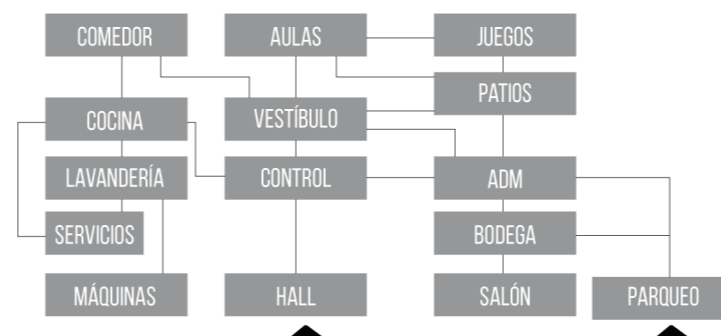 COMEDOR
AULAS
JUEGOS
PATIOS
COCINA
VESTÍBULO
LAVANDERÍA
CONTROL
ADM
SERVICIOS
BODEGA
MÁQUINAS
HALL
SALÓN
PARQUEO